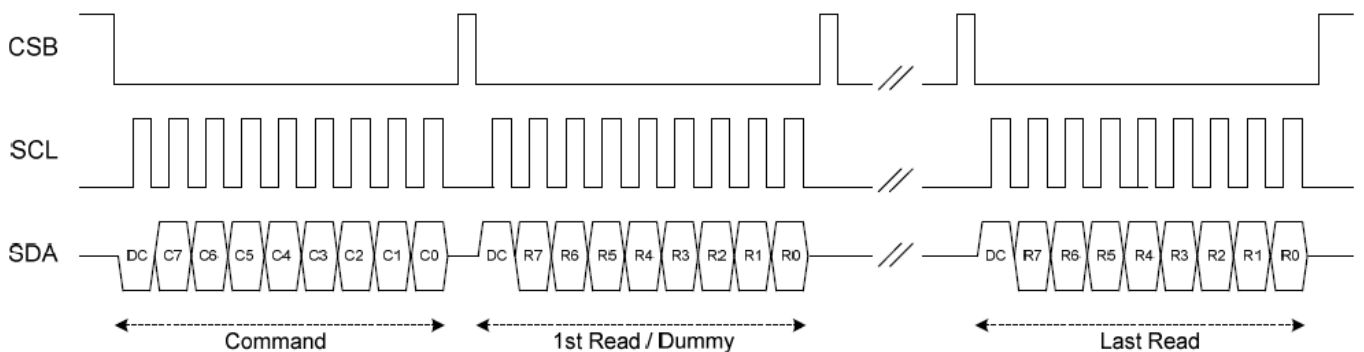 CSB
SCL
SDA DC C7 C6 C5 C4 C3 C2 C1 C0 DC R7 R6 R5 R4 R3 R2 R1 R0 // DC R7 R6 R5 R4 R3 R2 R1 R0
Command 1st Read / Dummy Last Read